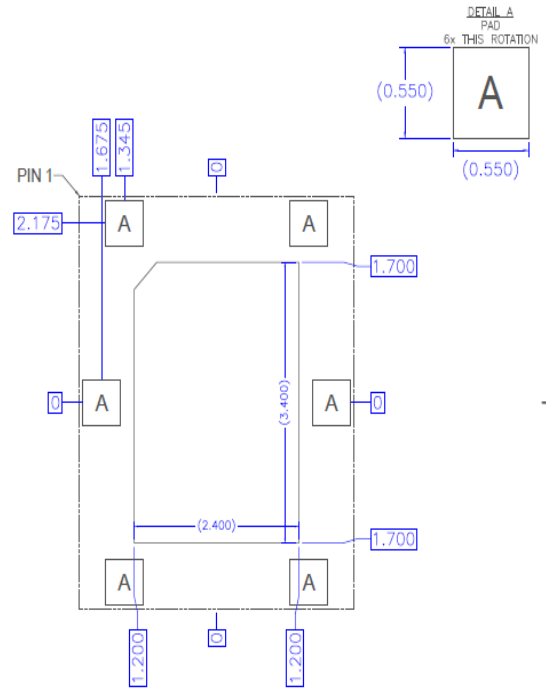 DETAIL A
PAD
6x THIS ROTATION
A
(0.550)
(0.550)
1.675
1.345
0
PIN 1
2.175
A
A
1.700
0
A
(3.400)
A
0
(2.400)
1.700
A
A
1.200
0
1.200